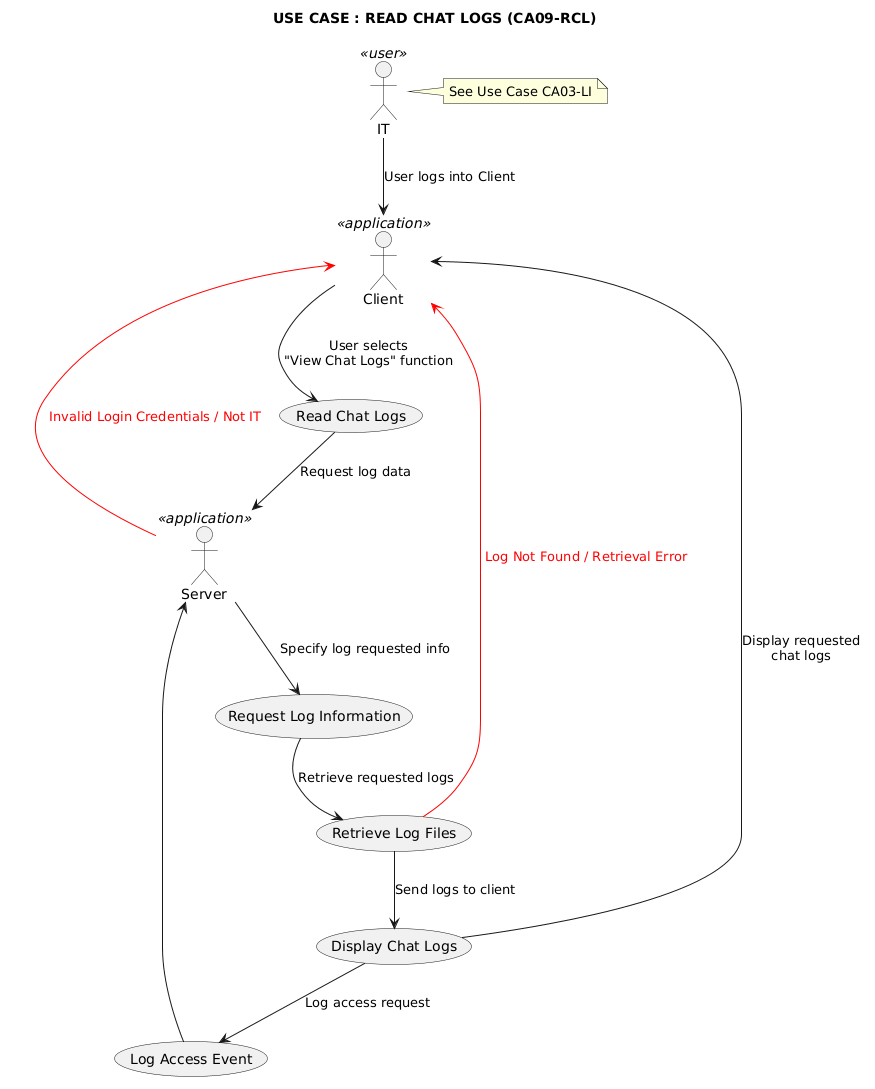 USE CASE : READ CHAT LOGS (CA09-RCL)
«user»
IT
See Use Case CA03-LI
User logs into Client
«application»
Client
User selects
"View Chat Logs" function
Read Chat Logs
Invalid Login Credentials / Not IT
Request log data
«application»
Server
Log Not Found / Retrieval Error
Specify log requested info
Display requested
chat logs
Request Log Information
Retrieve requested logs
Retrieve Log Files
Send logs to client
Display Chat Logs
Log access request
Log Access Event